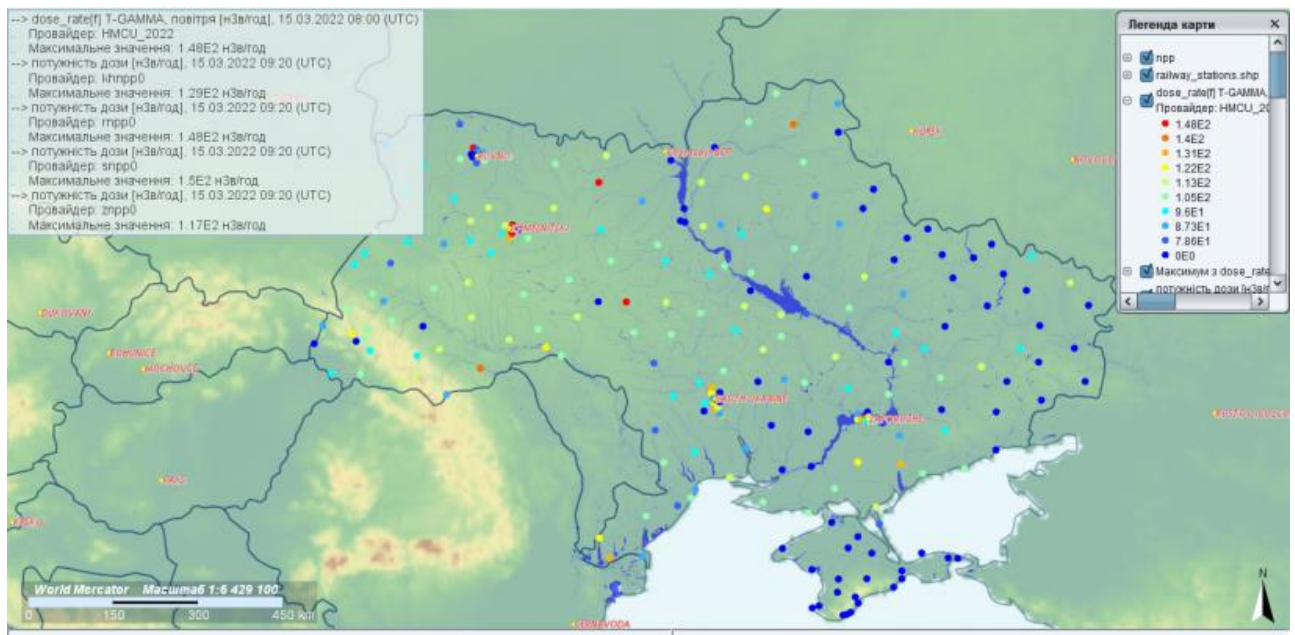 --> dose_rate[f] T-GAMMA, повітря [нЗв/год], 15.03.2022 08:00 (UTC)
Провайдер: HMCU_2022
Максимальне значення: 1.48E2 нЗв/год
--> потужність дози [нЗв/год], 15.03.2022 09:20 (UTC)
Провайдер: khnpp0
Максимальне значення: 1.29E2 нЗв/год
--> потужність дози [нЗв/год], 15.03.2022 09:20 (UTC)
Провайдер: rnpp0
Максимальне значення: 1.48E2 нЗв/год
--> потужність дози [нЗв/год], 15.03.2022 09:20 (UTC)
Провайдер: snpp0
Максимальне значення: 1.5E2 нЗв/год
--> потужність дози [нЗв/год], 15.03.2022 09:20 (UTC)
Провайдер: znpp0
Максимальне значення: 1.17E2 нЗв/год
Легенда карти
npp
railway_stations.shp
dose_rate[f] T-GAMMA,
Провайдер: HMCU_20
1.48E2
1.4E2
1.31E2
1.22E2
1.13E2
1.05E2
9.6E1
8.73E1
7.86E1
0E0
Максимум з dose_rate
потужність дози [нЗв/г
KURSK
DUKOVANI
BOHUNICE
MOCHOVCE
PAKS
SOUTH UKRAINE
CERNAVODA
World Mercator Масштаб 1:6 429 100
0 150 300 450 km
N